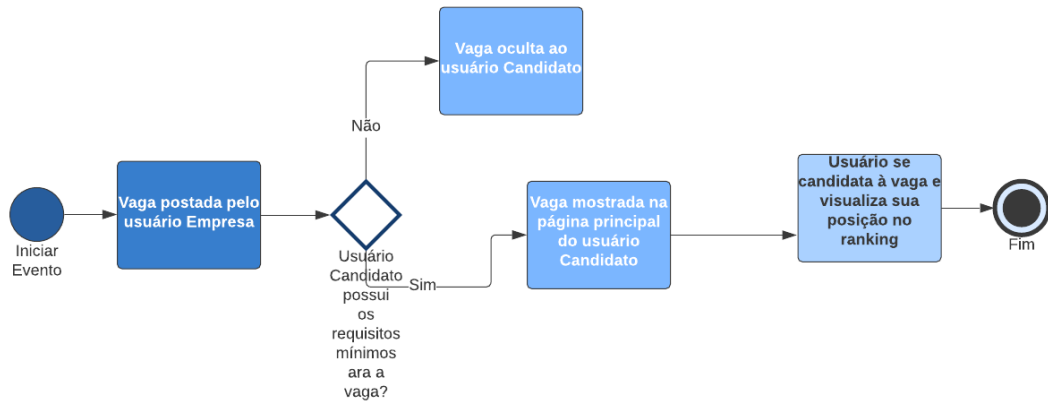 Vaga oculta ao
usuário Candidato
Não
Vaga postada pelo
usuário Empresa
Iniciar
Evento
Usuário
Candidato
possui
os
requisitos
mínimos
ara a
vaga?
Sim
Vaga mostrada na
página principal
do usuário
Candidato
Usuário se
candidata à vaga e
visualiza sua
posição no
ranking
Fim